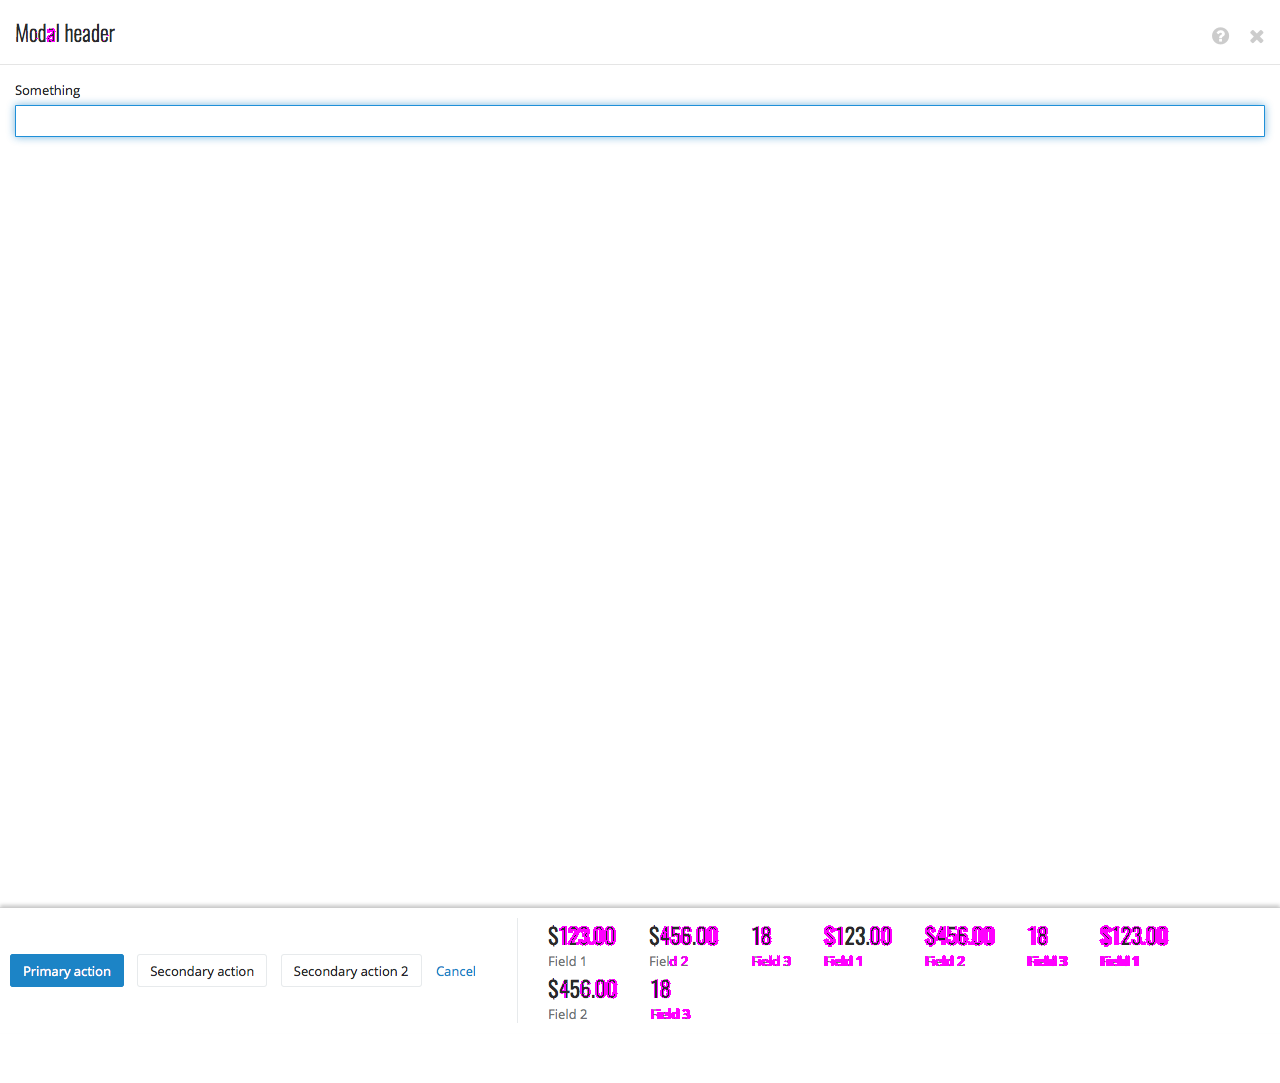 Modal header
Something
$123.00 $456.00 18 $123.00 $456.00 18 $123.00
Field 1 Field 2 Field 3 Field 1 Field 2 Field 3 Field 1
Primary action Secondary action Secondary action 2 Cancel
$456.00 18
Field 2 Field 3